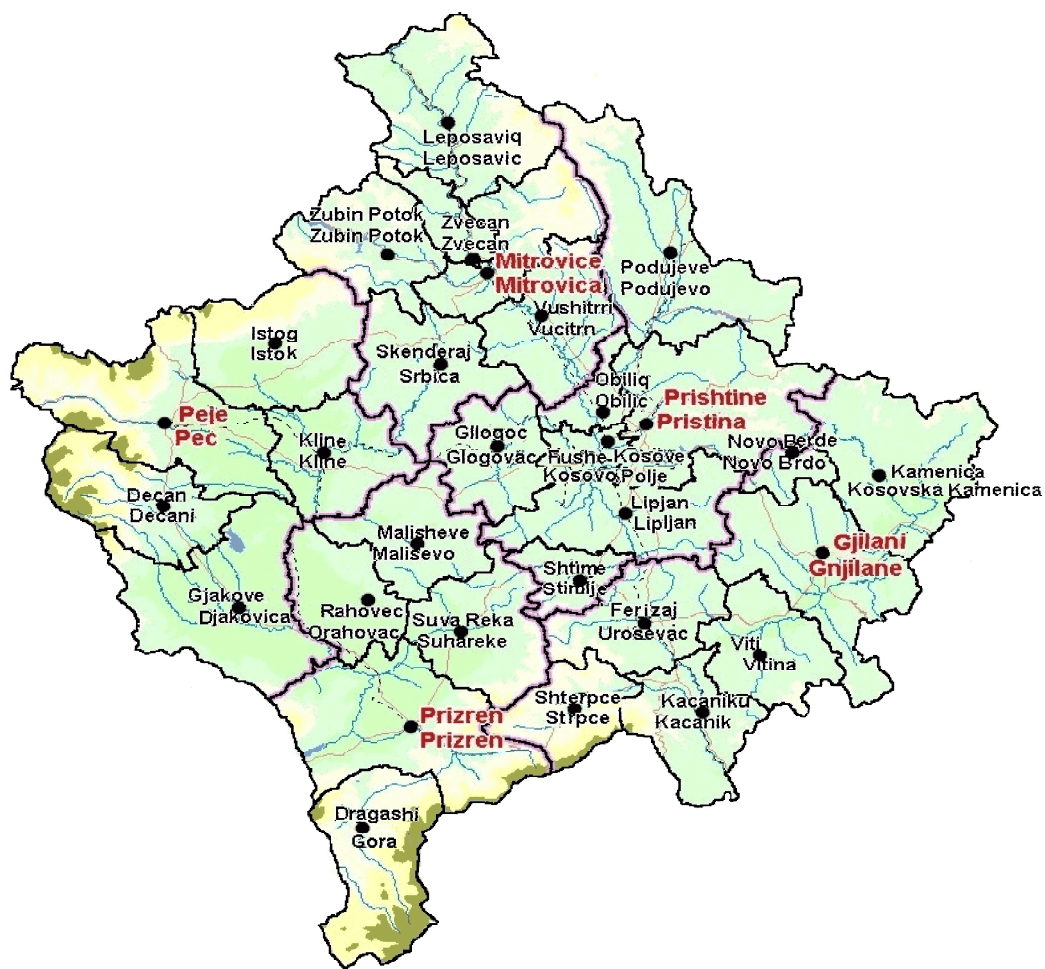 Leposaviq
Leposavic
Zubin Potok
Zubin Potok
Zvecan
Zvecan
Mitrovice
Mitrovica
Podujeve
Podujevo
Vushitrri
Vucitrn
Istog
Istok
Skenderaj
Srbica
Obiliq
Obilic
Prishtine
Pristina
Peje
Pec
Kline
Kline
Gllogoc
Glogovac
Fushe Kosove
Kosovo Polje
Novo Berde
Novo Brdo
Kamenica
Kosovska Kamenica
Decan
Decani
Lipjan
Lipljan
Malisheve
Malisevo
Gjilani
Gnjilane
Shtime
Stimlje
Gjakove
Djakovica
Rahovec
Orahovac
Suva Reka
Suhareke
Ferizaj
Urosevac
Viti
Vitina
Shterpce
Strpce
Kacaniku
Kacanik
Prizren
Prizren
Dragashi
Gora